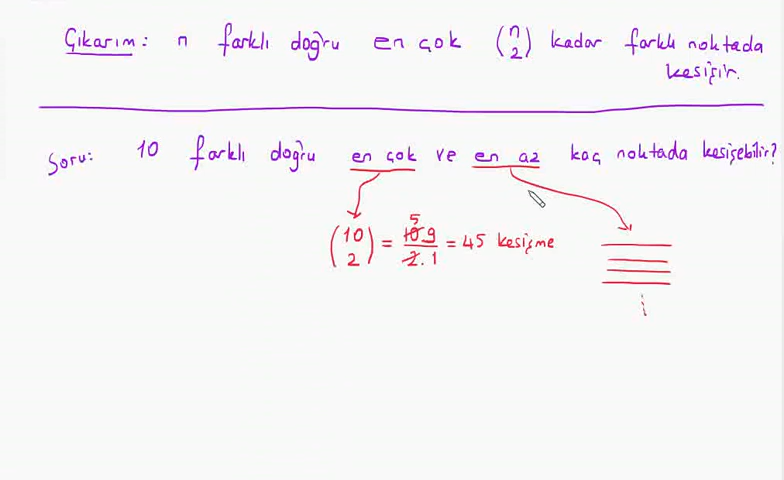 Çıkarım: n farklı doğru en çok (n 2) kadar farklı noktada
kesişir.
Soru: 10 farklı doğru en çok ve en az kaç noktada kesişebilir?
(10 2) = 10.9 / 2.1 = 45 kesişme
5